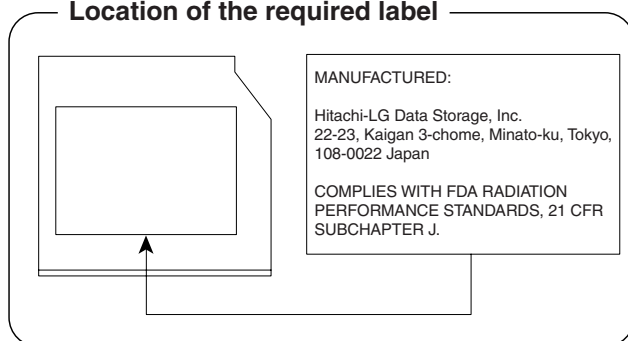 Location of the required label
MANUFACTURED:
Hitachi-LG Data Storage, Inc.
22-23, Kaigan 3-chome, Minato-ku, Tokyo,
108-0022 Japan
COMPLIES WITH FDA RADIATION
PERFORMANCE STANDARDS, 21 CFR
SUBCHAPTER J.